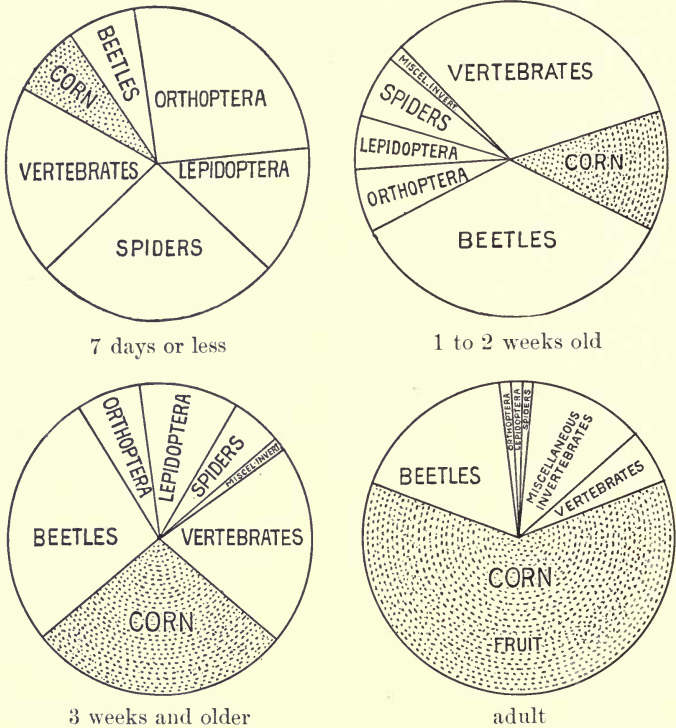 BEETLES
CORN
ORTHOPTERA
VERTEBRATES
LEPIDOPTERA
SPIDERS
7 days or less
MISCEL. INVERT
VERTEBRATES
SPIDERS
LEPIDOPTERA
CORN
ORTHOPTERA
BEETLES
1 to 2 weeks old
ORTHOPTERA
LEPIDOPTERA
SPIDERS
MISCEL. INVERT
BEETLES
VERTEBRATES
CORN
3 weeks and older
ORTHOPTERA
LEPIDOPTERA
SPIDERS
MISCELLANEOUS
INVERTEBRATES
BEETLES
VERTEBRATES
CORN
FRUIT
adult